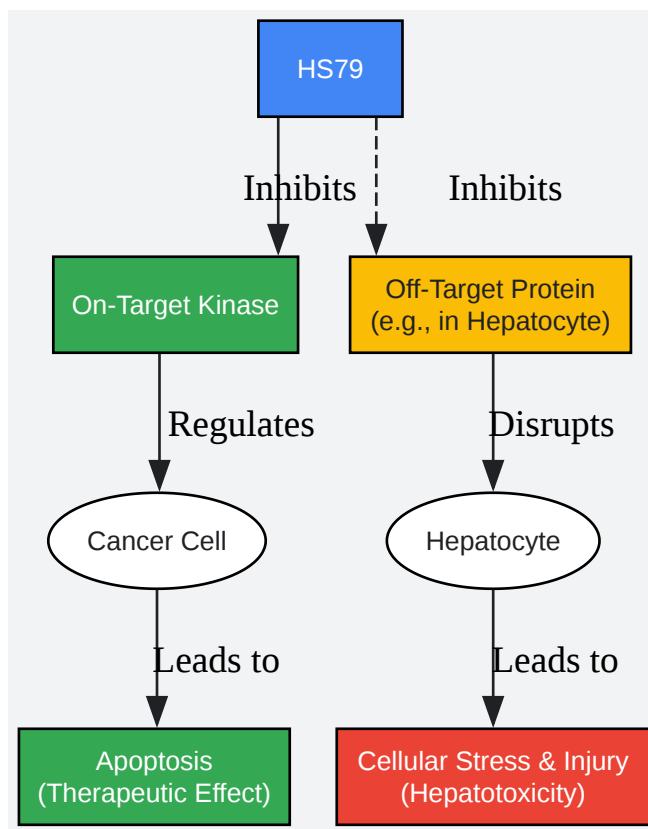 HS79
Inhibits
Inhibits
On-Target Kinase
Off-Target Protein
(e.g., in Hepatocyte)
Regulates
Disrupts
Cancer Cell
Hepatocyte
Leads to
Leads to
Apoptosis
(Therapeutic Effect)
Cellular Stress & Injury
(Hepatotoxicity)